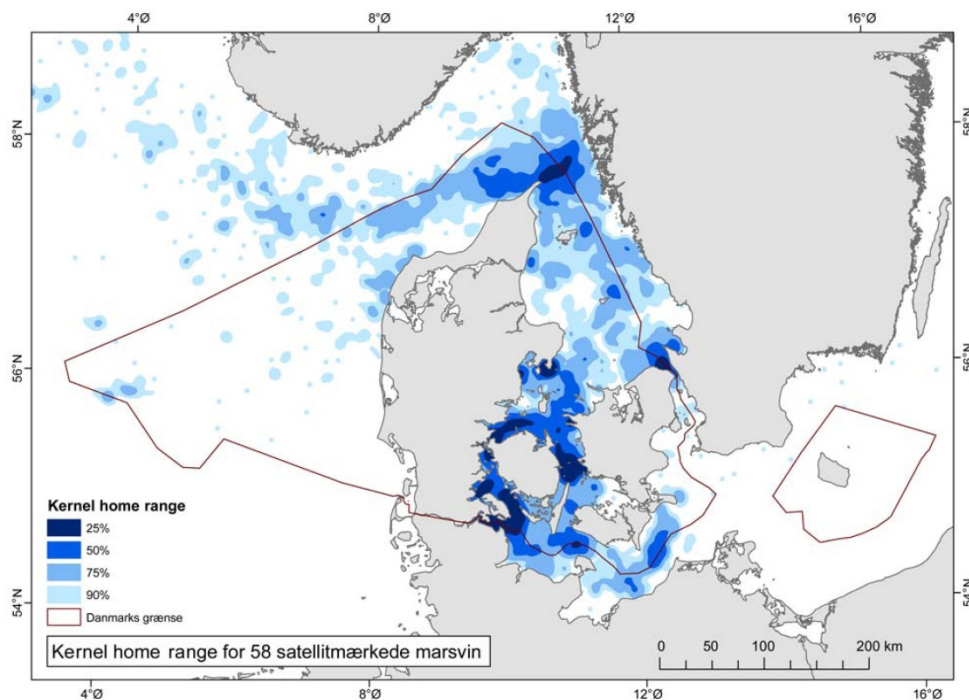 4°Ø 8°Ø 12°Ø 16°Ø
58°N 58°N
56°N 56°N
54°N 54°N
Kernel home range
25%
50%
75%
90%
Danmarks grænse
Kernel home range for 58 satellitmærkede marsvin
0 50 100 200 km
4°Ø 8°Ø 12°Ø 16°Ø